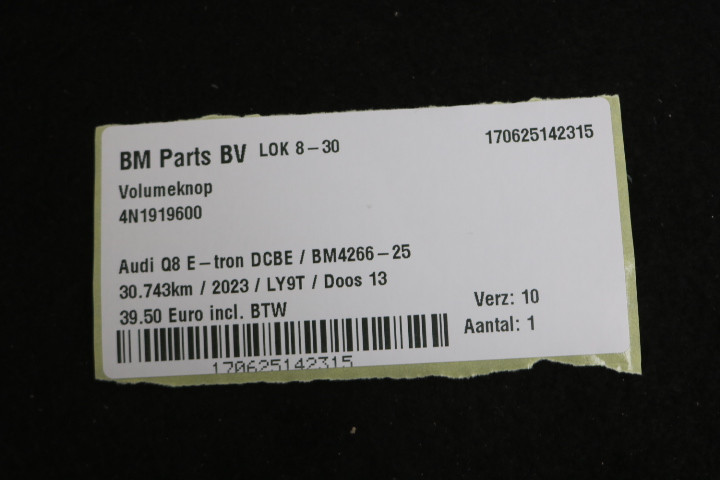 BM Parts BV LOK 8-30 170625142315
Volumeknop
4N1919600
Audi Q8 E-tron DCBE / BM4266-25
30.743km / 2023 / LY9T / Doos 13
39.50 Euro incl. BTW Verz: 10
Aantal: 1
170625142315